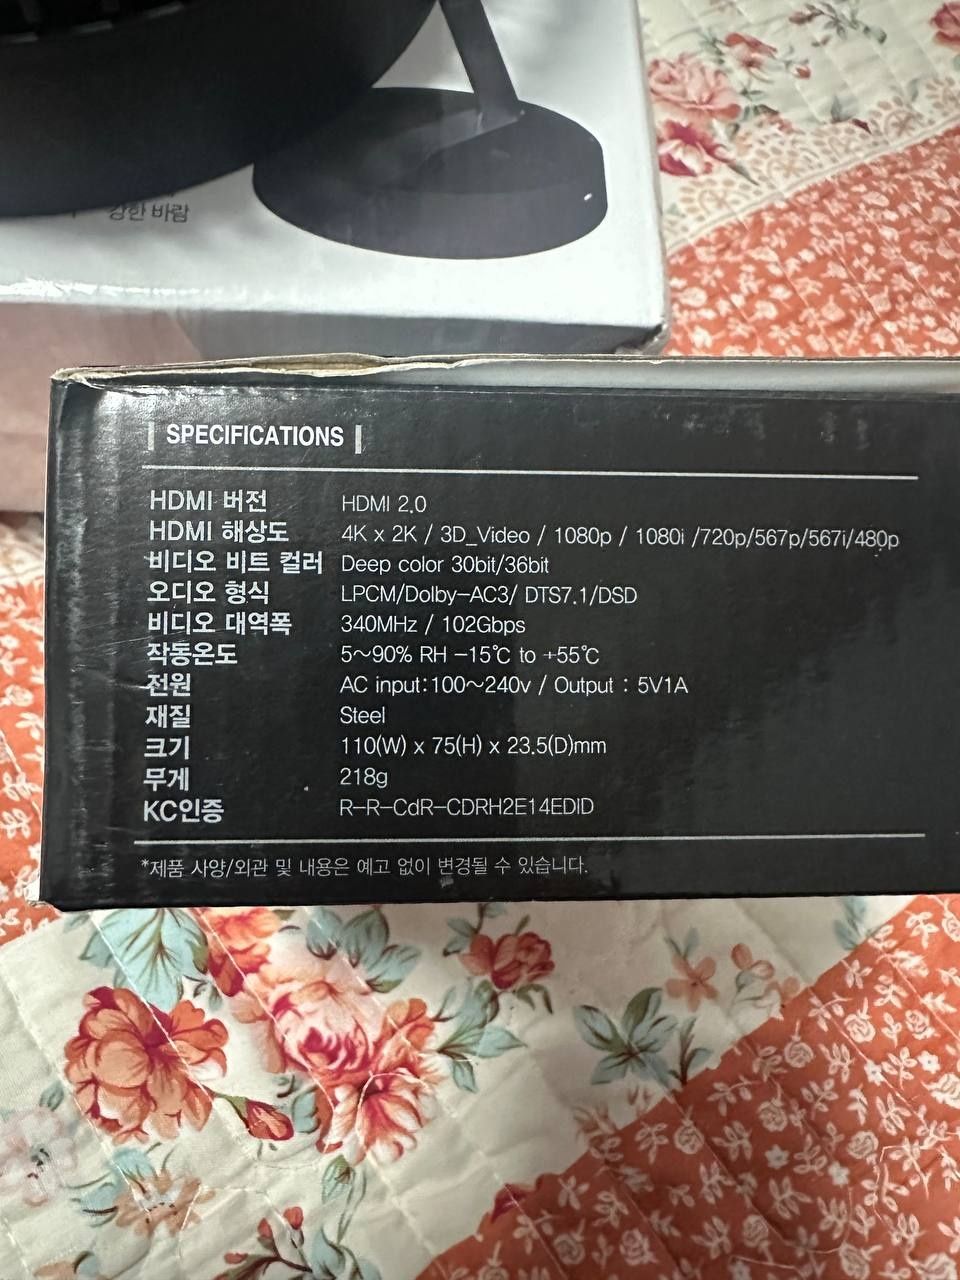 강한 바람
SPECIFICATIONS
HDMI 버전 HDMI 2.0
HDMI 해상도 4K x 2K / 3D_Video / 1080p / 1080i /720p/567p/567i/480p
비디오 비트 컬러 Deep color 30bit/36bit
오디오 형식 LPCM/Dolby-AC3/ DTS7.1/DSD
비디오 대역폭 340MHz / 102Gbps
작동온도 5~90% RH -15℃ to +55℃
전원 AC input:100~240v / Output : 5V1A
재질 Steel
크기 110(W) x 75(H) x 23.5(D)mm
무게 218g
KC인증 R-R-CdR-CDRH2E14EDID
*제품 사양/외관 및 내용은 예고 없이 변경될 수 있습니다.